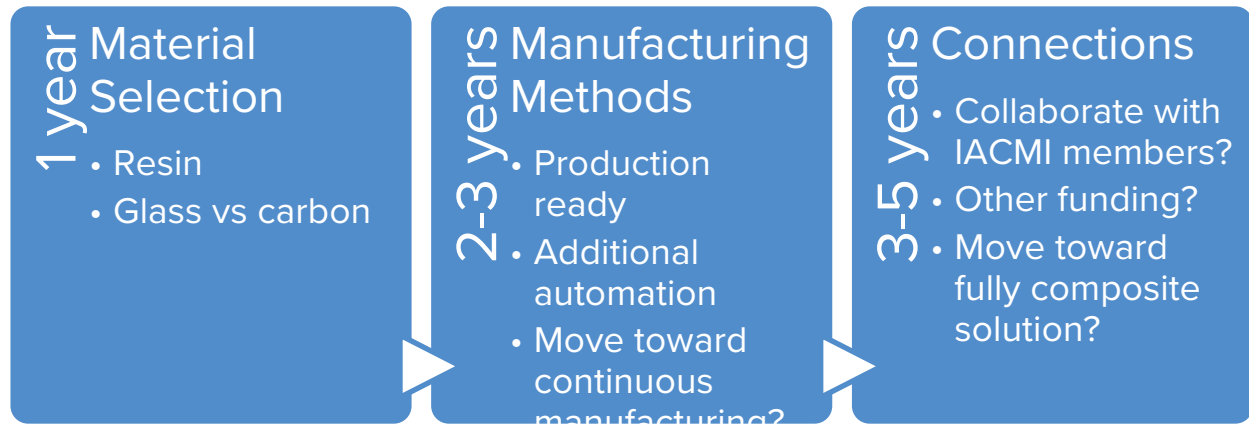 1 year
Material
Selection
• Resin
• Glass vs carbon
2-3 years
Manufacturing
Methods
• Production
ready
• Additional
automation
• Move toward
continuous
manufacturing?
3-5 years
Connections
• Collaborate with
IACMI members?
• Other funding?
• Move toward
fully composite
solution?